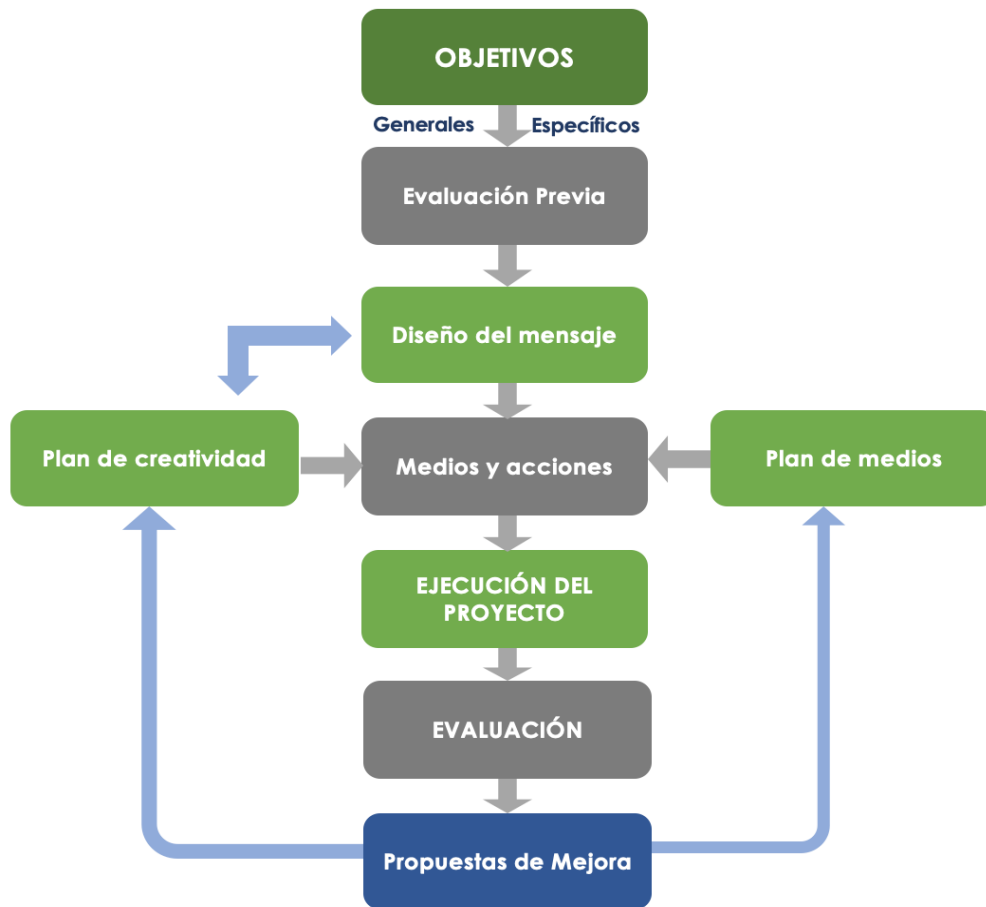 OBJETIVOS
Generales
Específicos
Evaluación Previa
Diseño del mensaje
Plan de creatividad
Medios y acciones
Plan de medios
EJECUCIÓN DEL
PROYECTO
EVALUACIÓN
Propuestas de Mejora